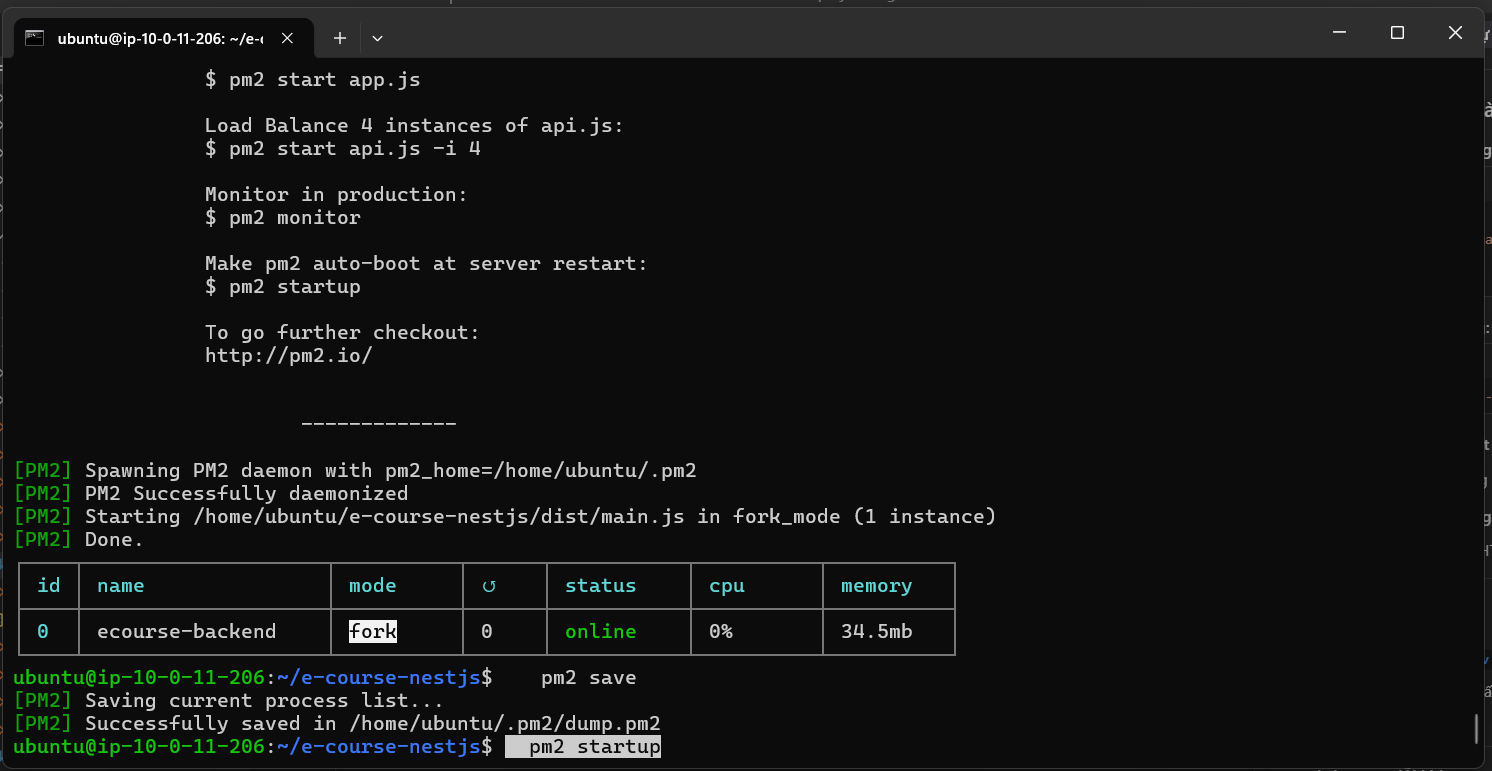 ubuntu@ip-10-0-11-206: ~/e-c
$ pm2 start app.js
Load Balance 4 instances of api.js:
$ pm2 start api.js -i 4
Monitor in production:
$ pm2 monitor
Make pm2 auto-boot at server restart:
$ pm2 startup
To go further checkout:
http://pm2.io/
-------------
[PM2] Spawning PM2 daemon with pm2_home=/home/ubuntu/.pm2
[PM2] PM2 Successfully daemonized
[PM2] Starting /home/ubuntu/e-course-nestjs/dist/main.js in fork_mode (1 instance)
[PM2] Done.
id name mode ↺ status cpu memory
0 ecourse-backend fork 0 online 0% 34.5mb
ubuntu@ip-10-0-11-206:~/e-course-nestjs$    pm2 save
[PM2] Saving current process list...
[PM2] Successfully saved in /home/ubuntu/.pm2/dump.pm2
ubuntu@ip-10-0-11-206:~/e-course-nestjs$   pm2 startup